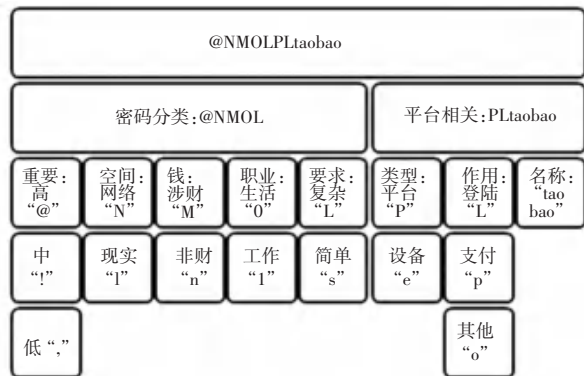 @NMOLPLtaobao
密码分类:@NMOL
平台相关:PLtaobao
重要:
高
“@”
空间:
网络
“N”
钱:
涉财
“M”
职业:
生活
“0”
要求:
复杂
“L”
类型:
平台
“P”
作用:
登陆
“L”
名称:
“tao
bao”
中
“!”
现实
“l”
非财
“n”
工作
“1”
简单
“s”
设备
“e”
支付
“p”
低“,”
其他
“o”